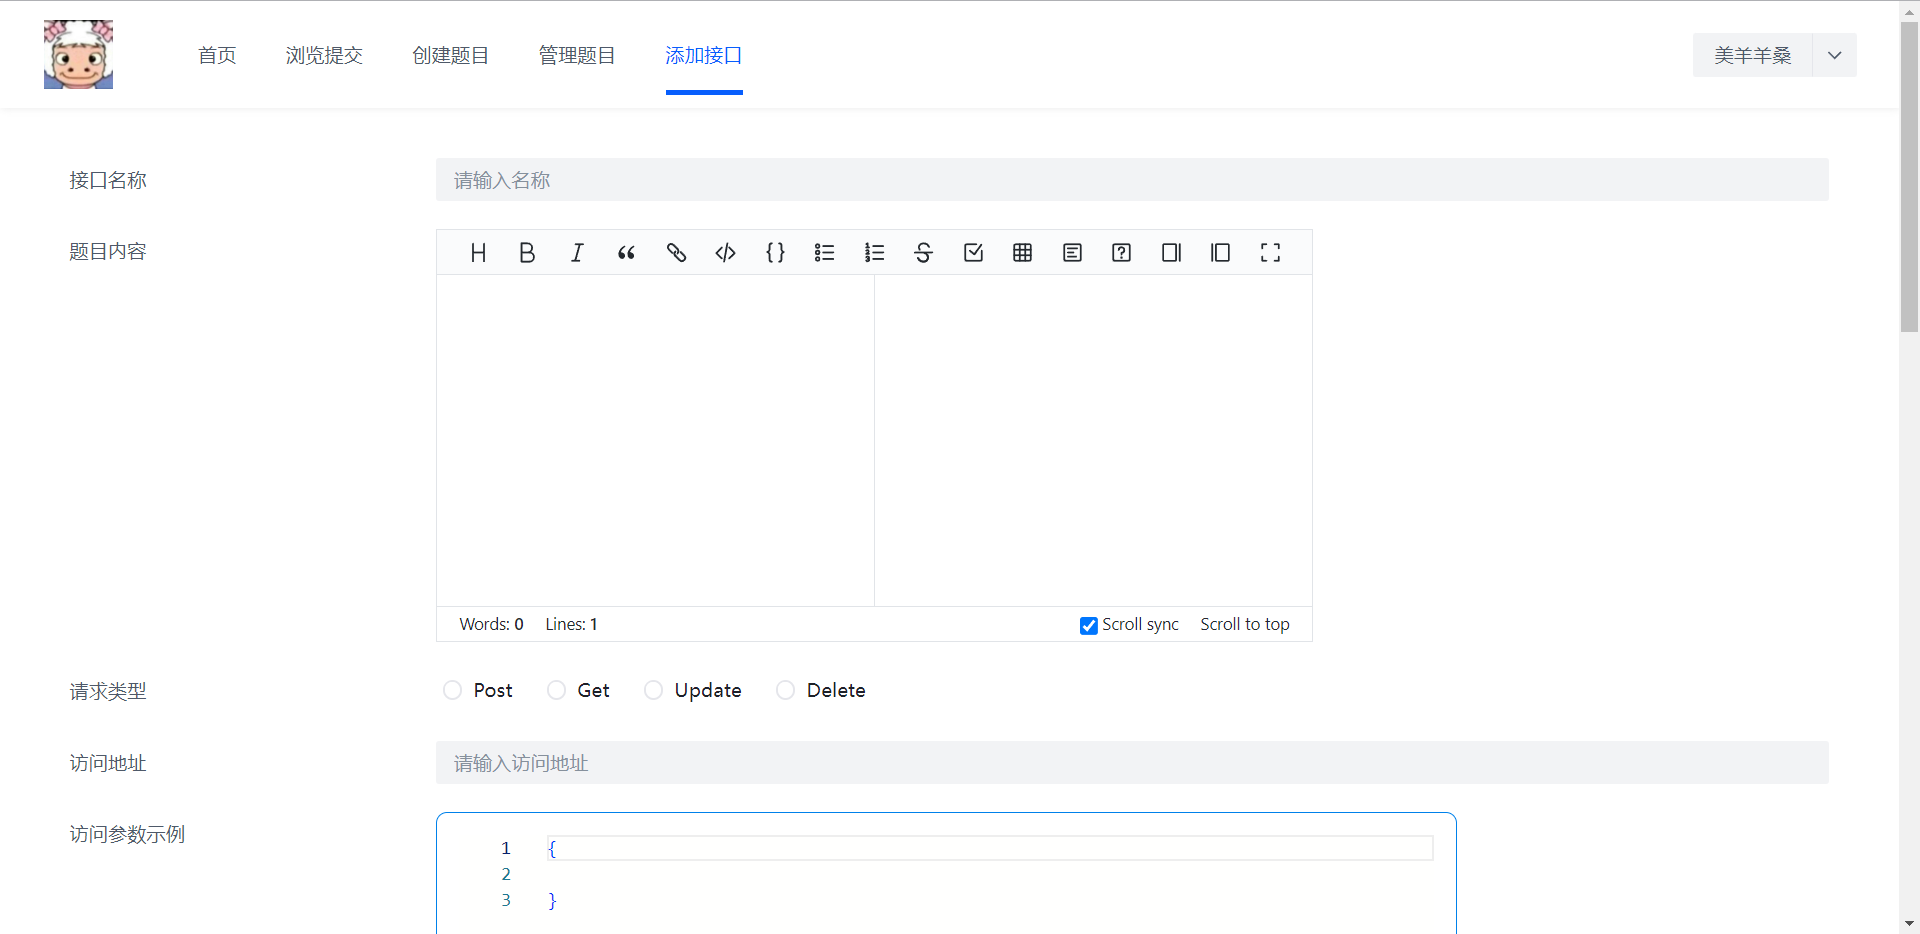 首页 浏览提交 创建题目 管理题目 添加接口 美羊羊桑
接口名称 请输入名称
题目内容
Words: 0 Lines: 1 Scroll sync Scroll to top
请求类型 Post Get Update Delete
访问地址 请输入访问地址
访问参数示例
1 {
2
3 }